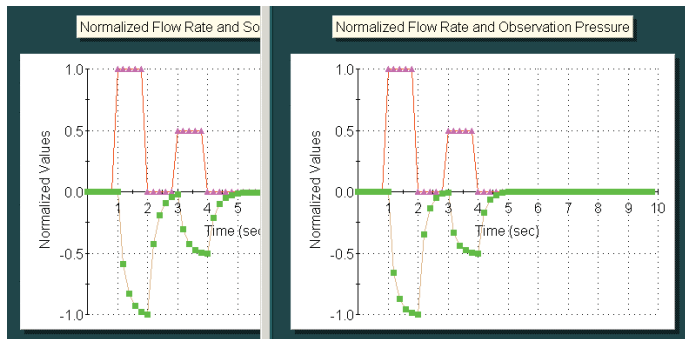 Normalized Flow Rate and So
Normalized Values
1.0
0.5
0.0
-0.5
-1.0
1 2 3 4 5
Time (sec
Normalized Flow Rate and Observation Pressure
Normalized Values
1.0
0.5
0.0
-0.5
-1.0
1 2 3 4 5 6 7 8 9 10
Time (sec)